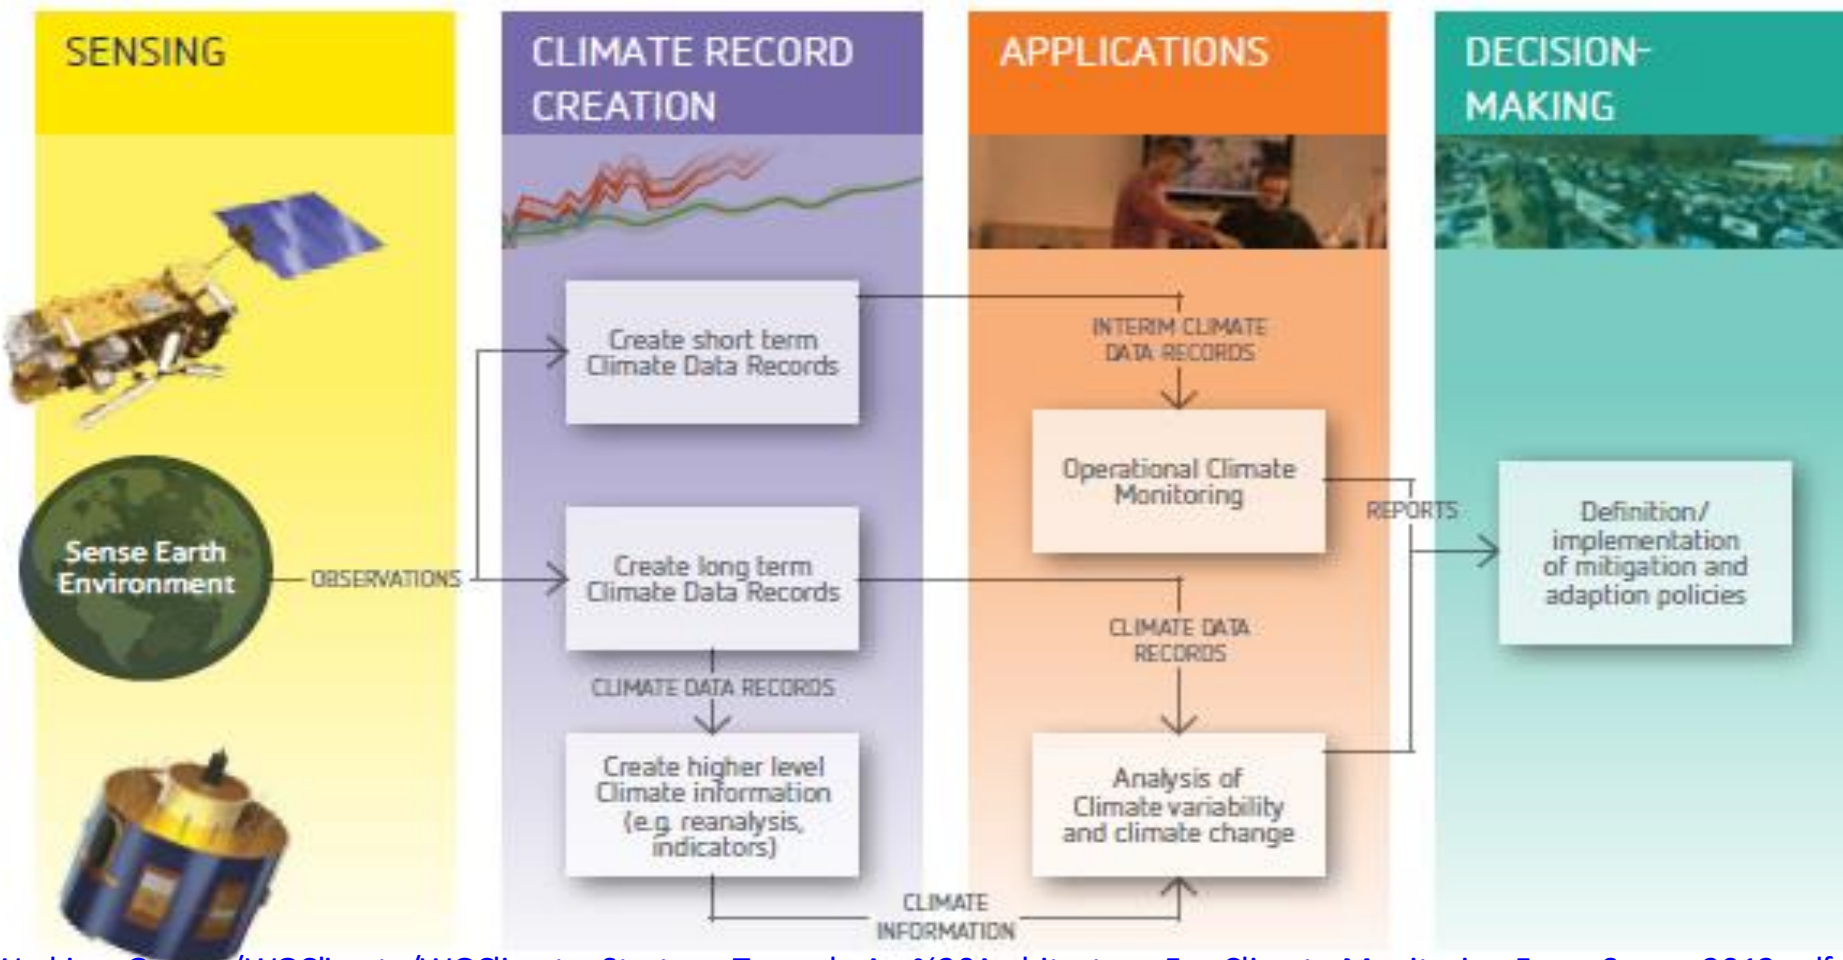 SENSING
CLIMATE RECORD
CREATION
APPLICATIONS
DECISION-
MAKING
Sense Earth
Environment
OBSERVATIONS
Create short term
Climate Data Records
Create long term
Climate Data Records
CLIMATE DATA RECORDS
Create higher level
Climate information
(e.g. reanalysis,
indicators)
CLIMATE
INFORMATION
INTERIM CLIMATE
DATA RECORDS
Operational Climate
Monitoring
CLIMATE DATA
RECORDS
Analysis of
Climate variability
and climate change
REPORTS
Definition/
implementation
of mitigation and
adaption policies